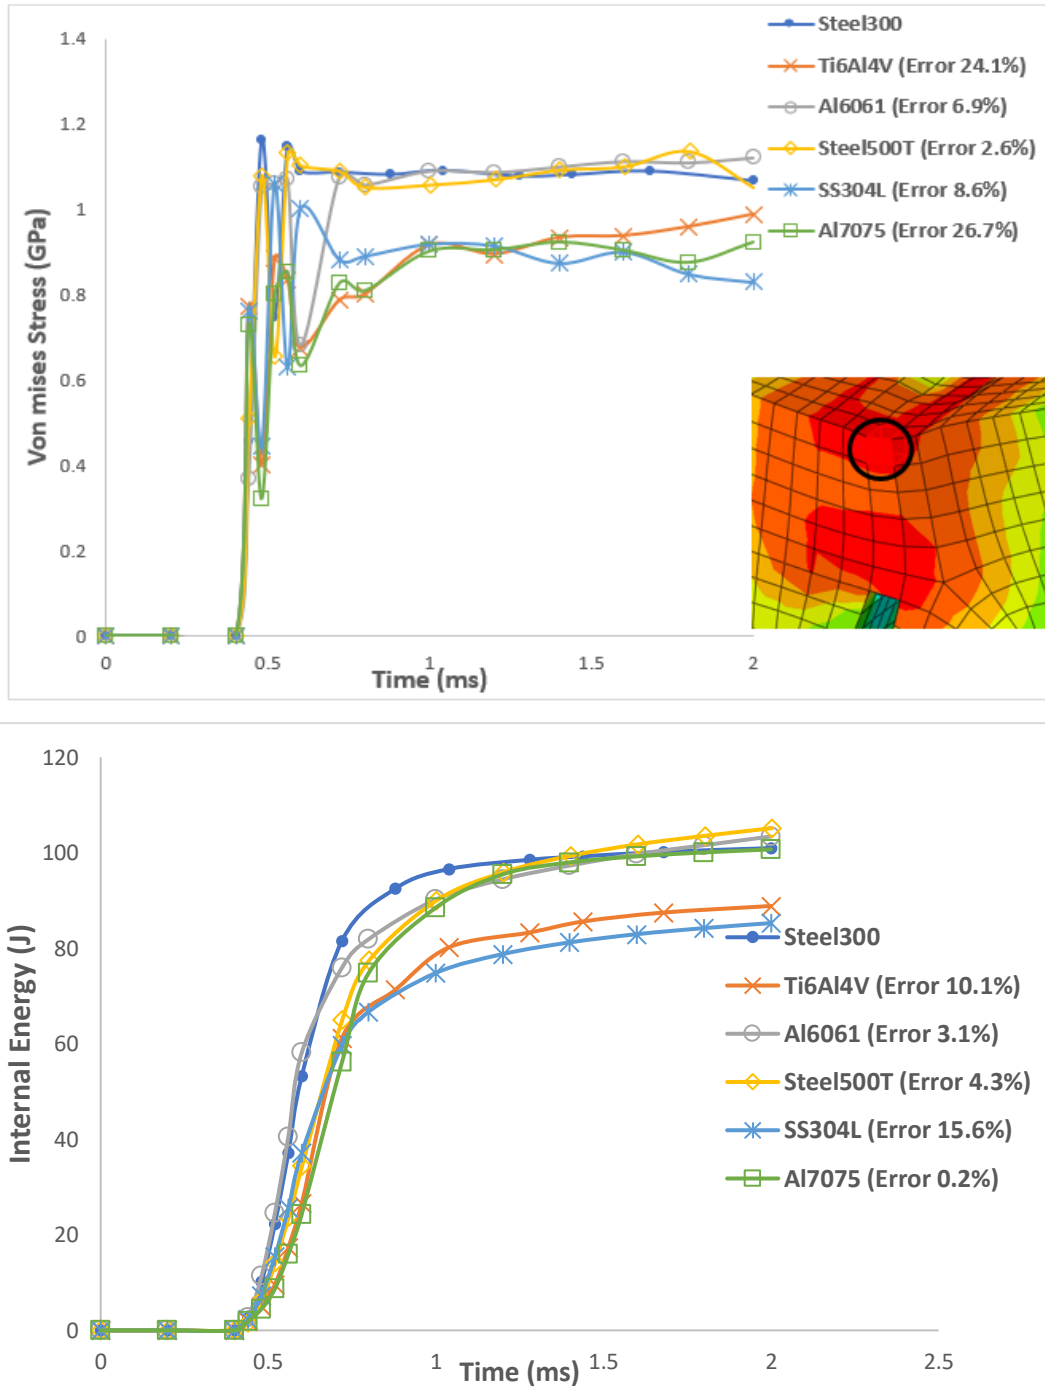 1.4
1.2
1
0.8
0.6
0.4
0.2
0
Von mises Stress (GPa)
0
0.5
1
1.5
2
Time (ms)
Steel300
Ti6Al4V (Error 24.1%)
Al6061 (Error 6.9%)
Steel500T (Error 2.6%)
SS304L (Error 8.6%)
Al7075 (Error 26.7%)
120
100
80
60
40
20
0
Internal Energy (J)
0
0.5
1
1.5
2
2.5
Time (ms)
Steel300
Ti6Al4V (Error 10.1%)
Al6061 (Error 3.1%)
Steel500T (Error 4.3%)
SS304L (Error 15.6%)
Al7075 (Error 0.2%)